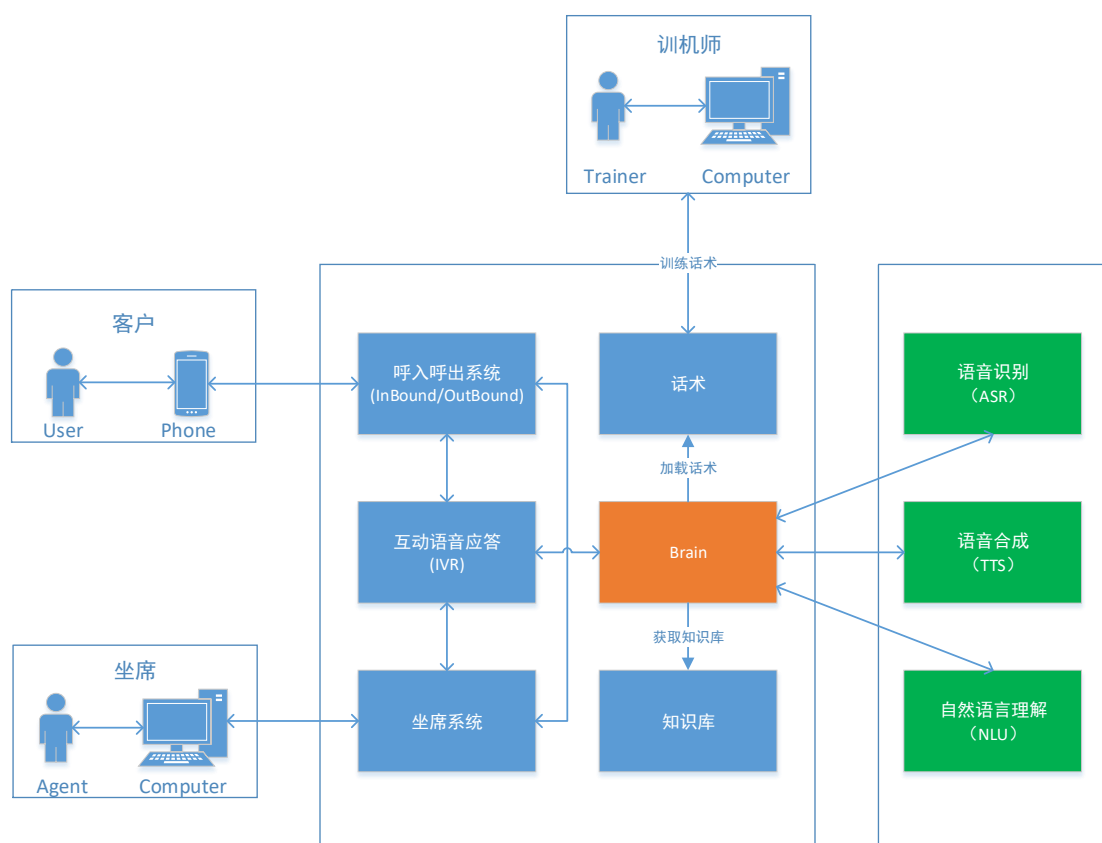 训机师
Trainer
Computer
训练话术
客户
User
Phone
呼入呼出系统
(InBound/OutBound)
话术
语音识别
（ASR）
加载话术
互动语音应答
(IVR)
Brain
语音合成
（TTS）
获取知识库
坐席
Agent
Computer
坐席系统
知识库
自然语言理解
（NLU）